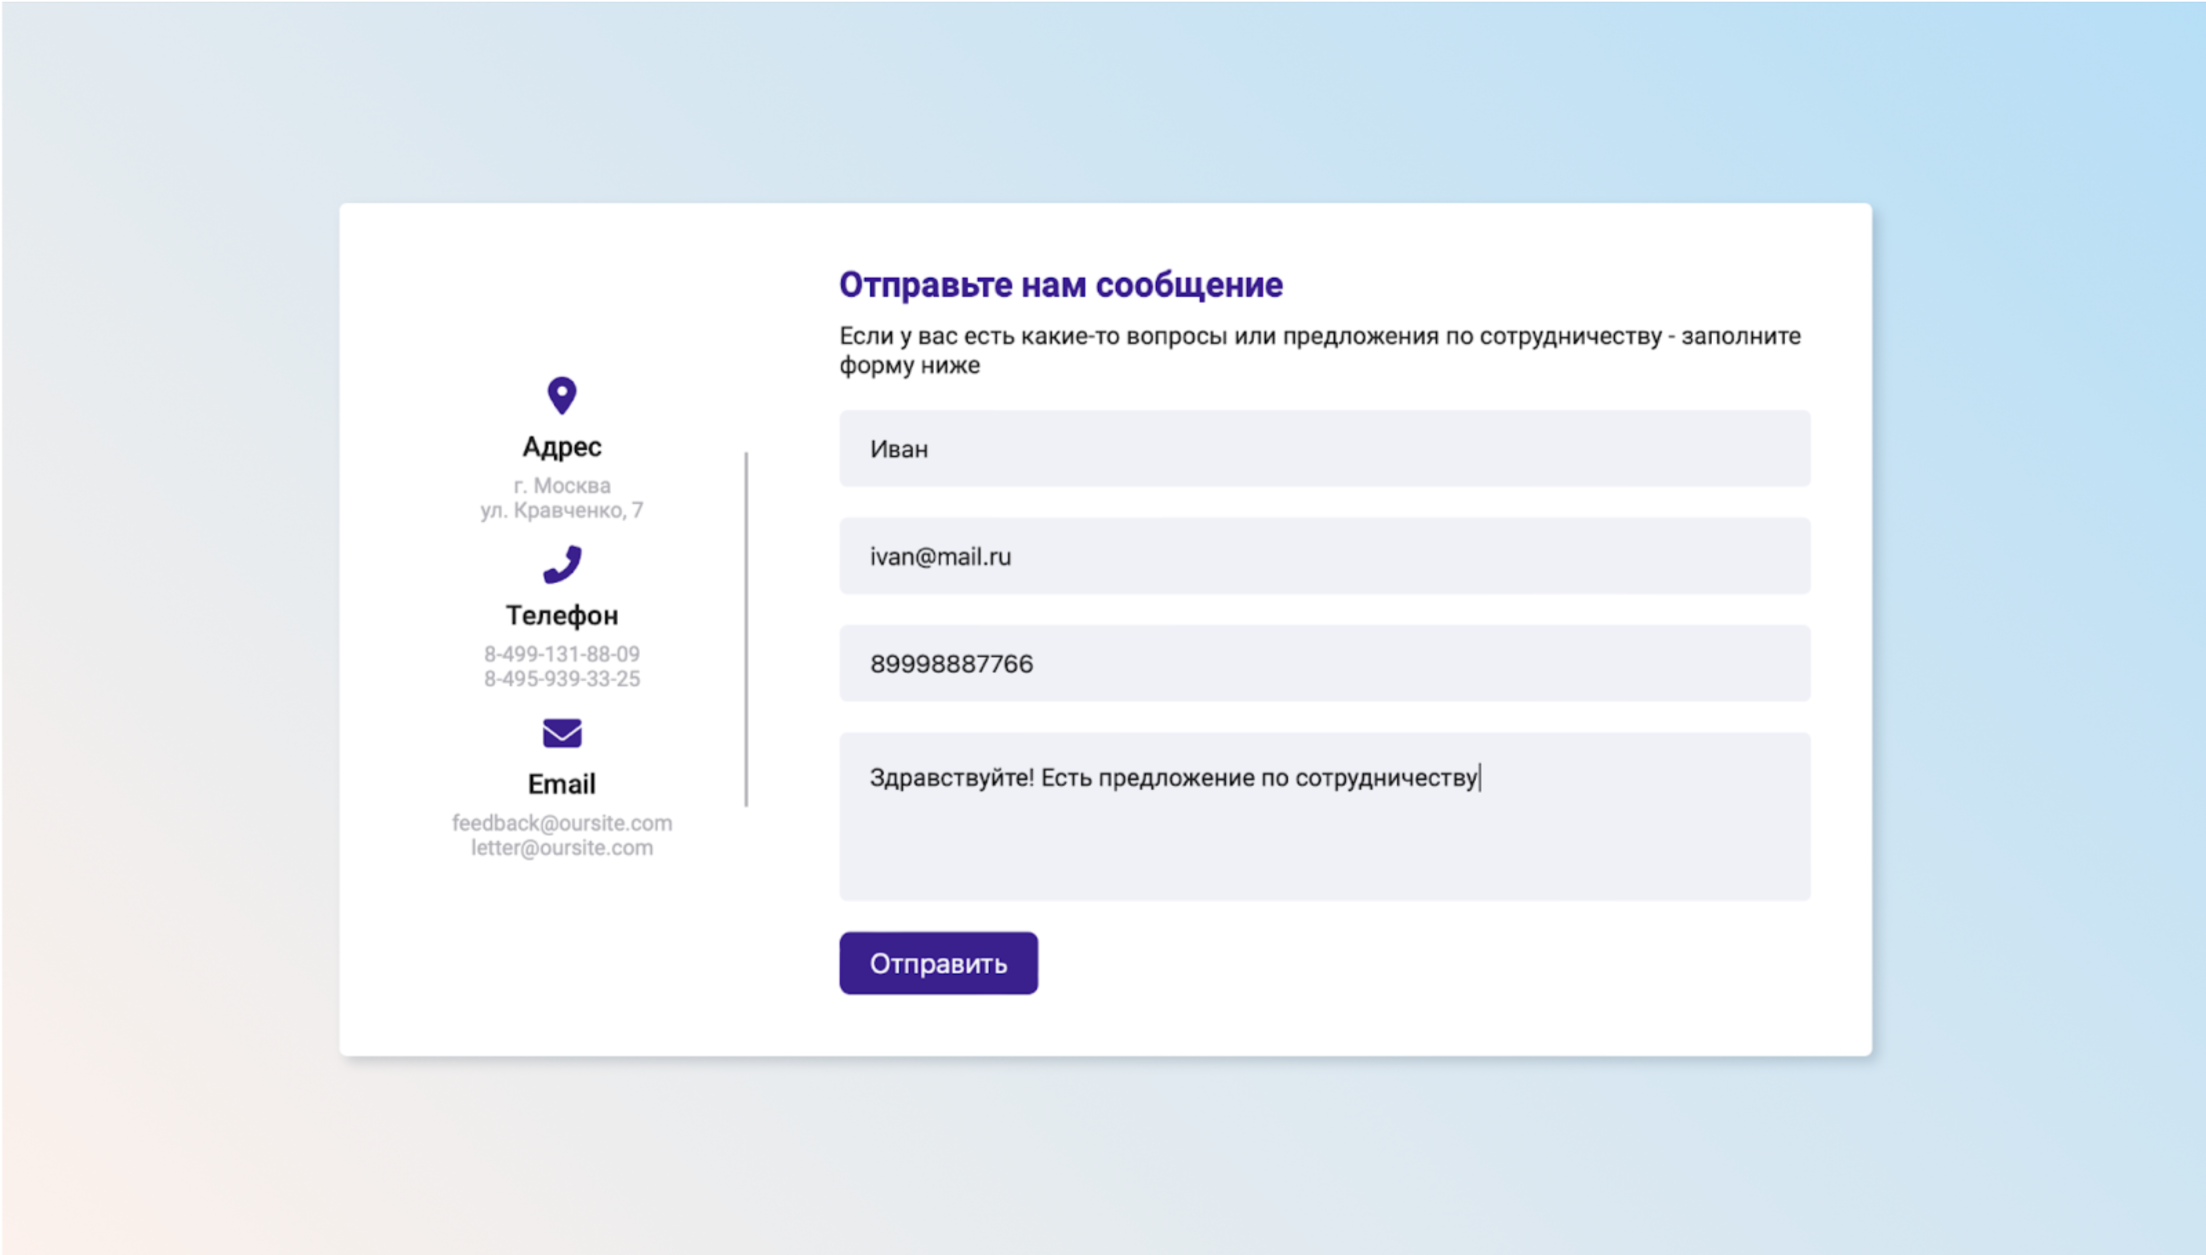 Адрес
г. Москва
ул. Кравченко, 7
Телефон
8-499-131-88-09
8-495-939-33-25
Email
feedback@oursite.com
letter@oursite.com
Отправьте нам сообщение
Если у вас есть какие-то вопросы или предложения по сотрудничеству - заполните
форму ниже
Иван
ivan@mail.ru
89998887766
Здравствуйте! Есть предложение по сотрудничеству
Отправить